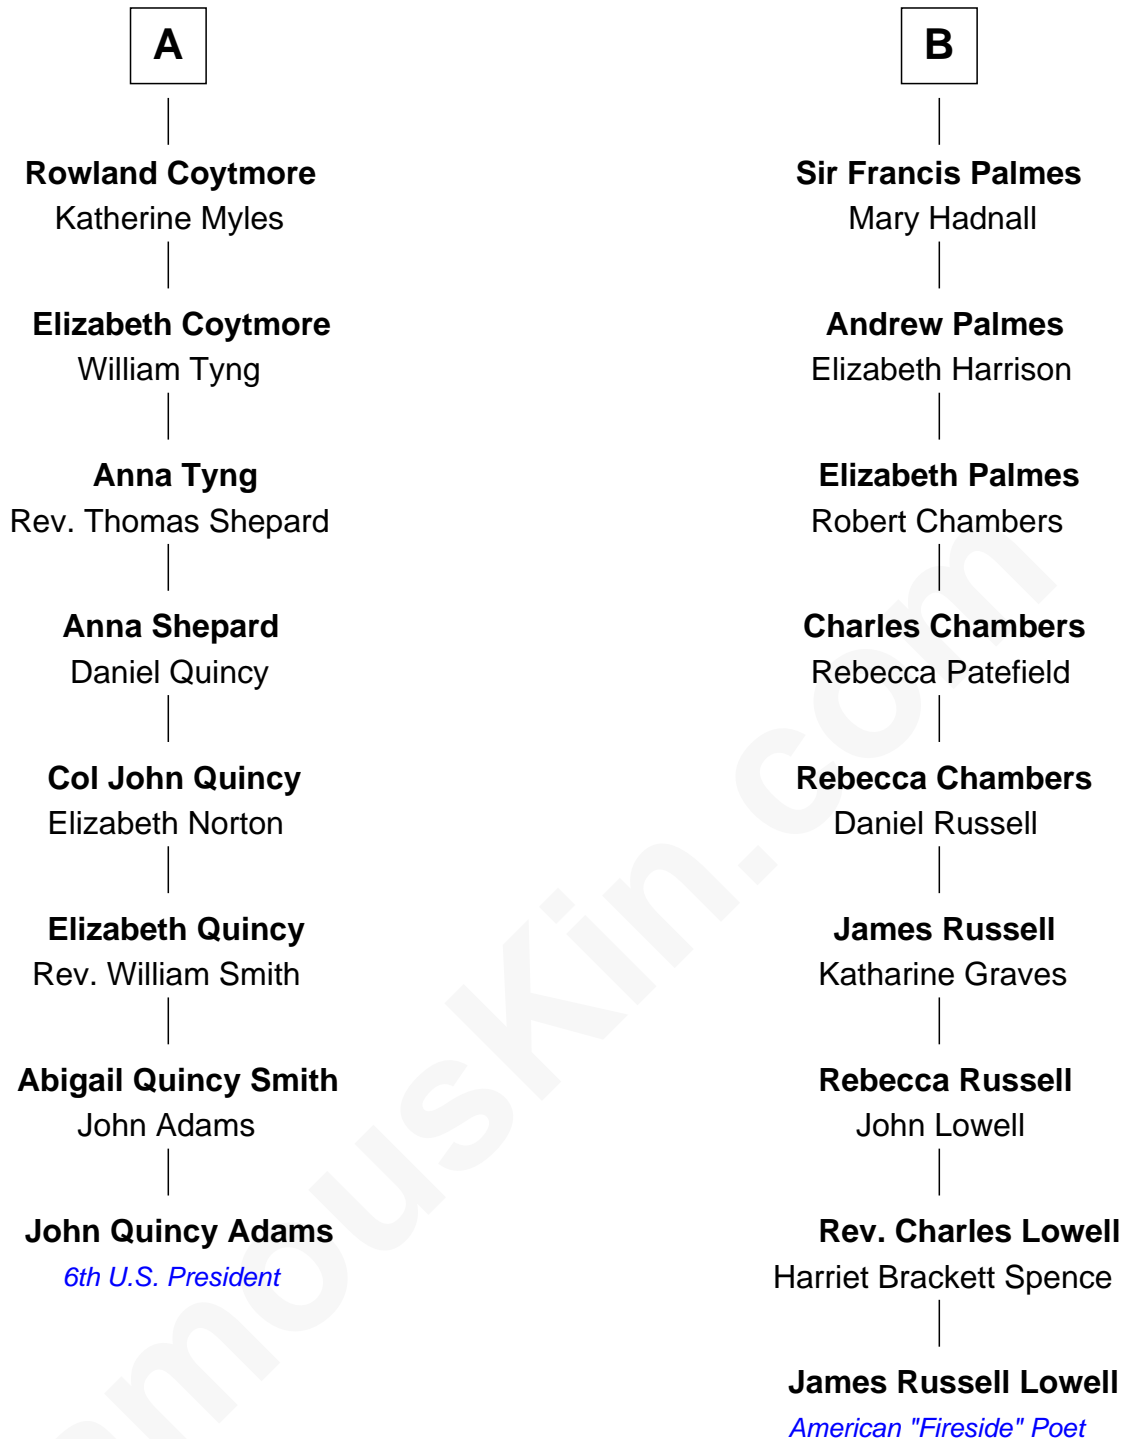 A
Rowland Coytmore
Katherine Myles
Elizabeth Coytmore
William Tyng
Anna Tyng
Rev. Thomas Shepard
Anna Shepard
Daniel Quincy
Col John Quincy
Elizabeth Norton
Elizabeth Quincy
Rev. William Smith
Abigail Quincy Smith
John Adams
John Quincy Adams
6th U.S. President
B
Sir Francis Palmes
Mary Hadnall
Andrew Palmes
Elizabeth Harrison
Elizabeth Palmes
Robert Chambers
Charles Chambers
Rebecca Patefield
Rebecca Chambers
Daniel Russell
James Russell
Katharine Graves
Rebecca Russell
John Lowell
Rev. Charles Lowell
Harriet Brackett Spence
James Russell Lowell
American "Fireside" Poet
amousKin.com